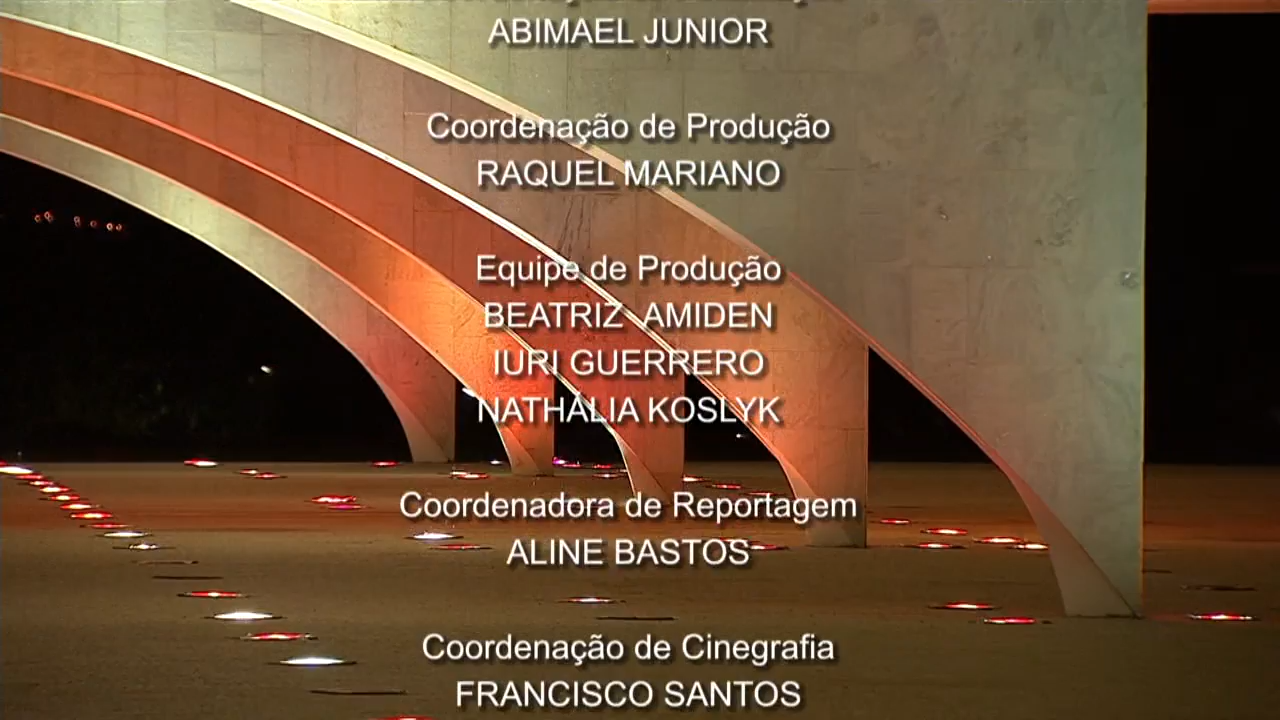 ABIMAEL JUNIOR
Coordenação de Produção
RAQUEL MARIANO
Equipe de Produção
BEATRIZ AMIDEN
IURI GUERRERO
NATHÁLIA KOSLYK
Coordenadora de Reportagem
ALINE BASTOS
Coordenação de Cinegrafia
FRANCISCO SANTOS